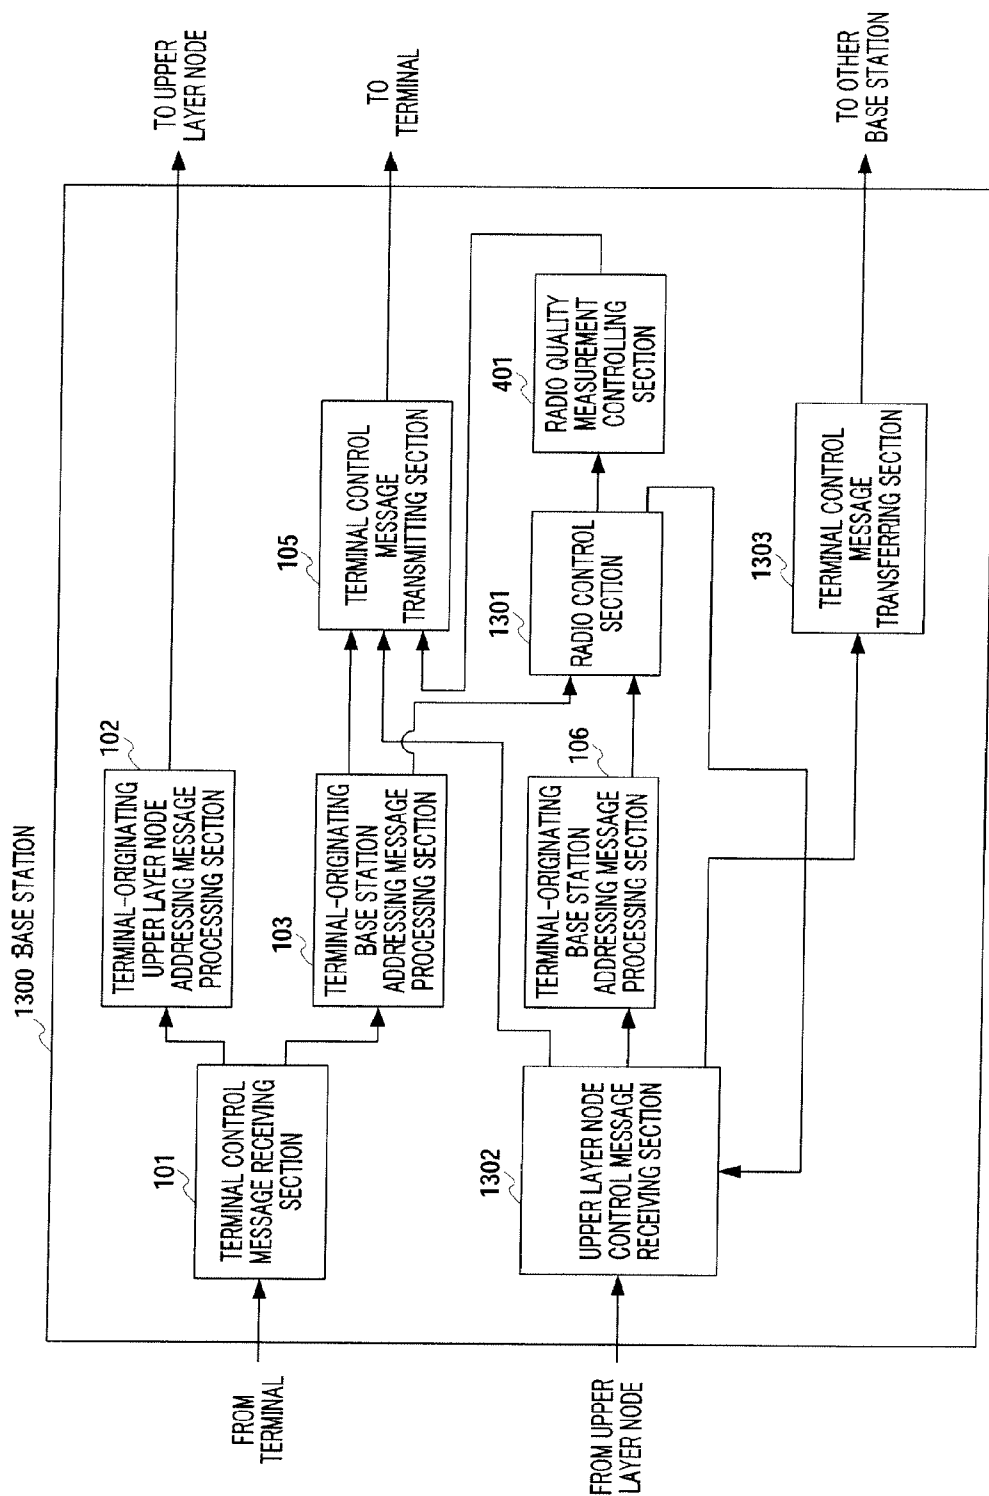 1300 BASE STATION
FROM
TERMINAL
101
TERMINAL CONTROL
MESSAGE RECEIVING
SECTION
102
TERMINAL-ORIGINATING
UPPER LAYER NODE
ADDRESSING MESSAGE
PROCESSING SECTION
TO UPPER
LAYER NODE
103
TERMINAL-ORIGINATING
BASE STATION
ADDRESSING MESSAGE
PROCESSING SECTION
105
TERMINAL CONTROL
MESSAGE
TRANSMITTING SECTION
TO
TERMINAL
FROM UPPER
LAYER NODE
1302
UPPER LAYER NODE
CONTROL MESSAGE
RECEIVING SECTION
106
TERMINAL-ORIGINATING
BASE STATION
ADDRESSING MESSAGE
PROCESSING SECTION
1301
RADIO CONTROL
SECTION
401
RADIO QUALITY
MEASUREMENT
CONTROLLING
SECTION
1303
TERMINAL CONTROL
MESSAGE
TRANSFERRING SECTION
TO OTHER
BASE STATION